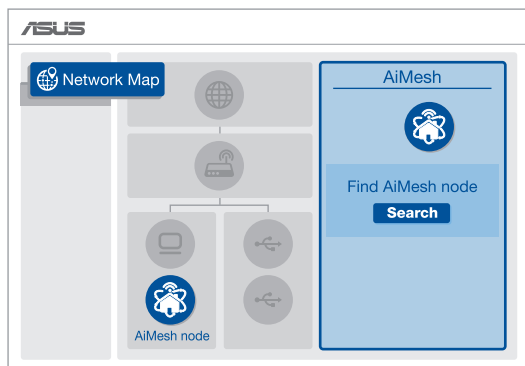 ASUS
Network Map
AiMesh
Find AiMesh node
Search
AiMesh node